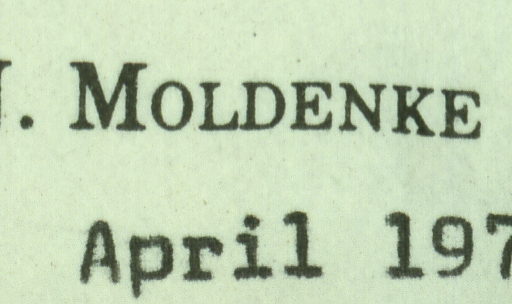 . MOLDENKE
April 197